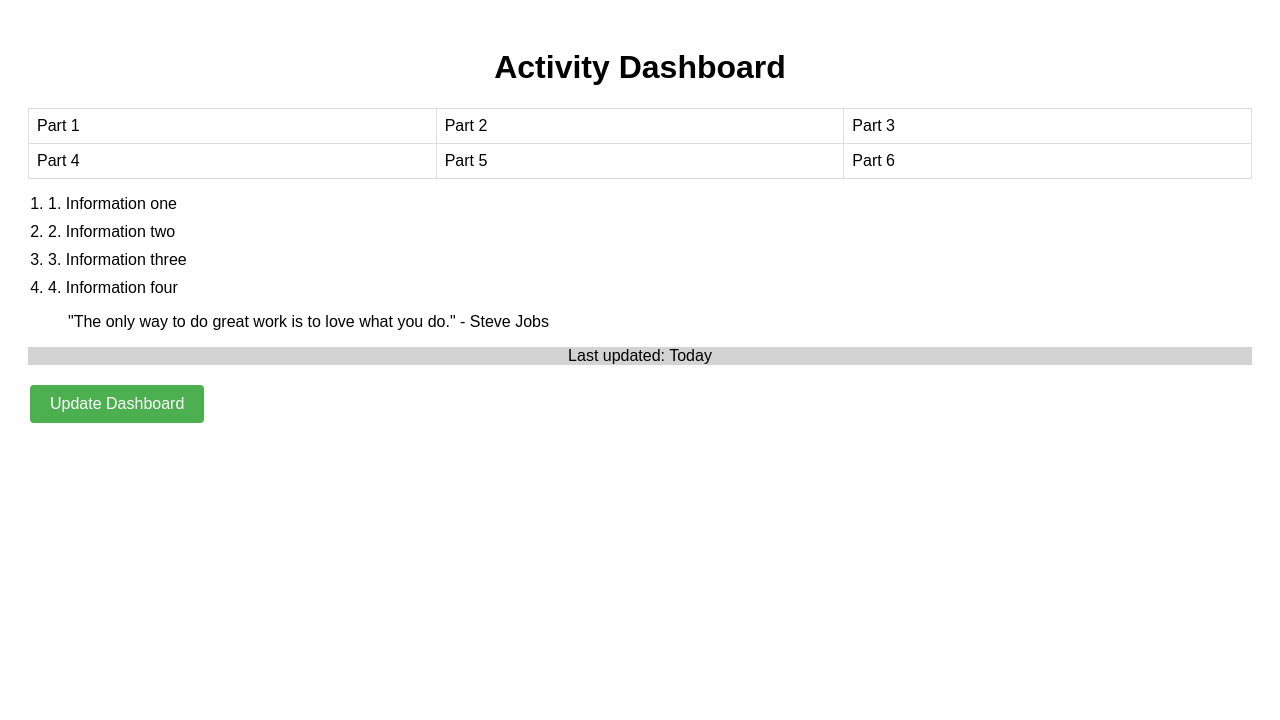 Activity Dashboard
Part 1 Part 2 Part 3
Part 4 Part 5 Part 6
1. 1. Information one
2. 2. Information two
3. 3. Information three
4. 4. Information four
"The only way to do great work is to love what you do." - Steve Jobs
Last updated: Today
Update Dashboard